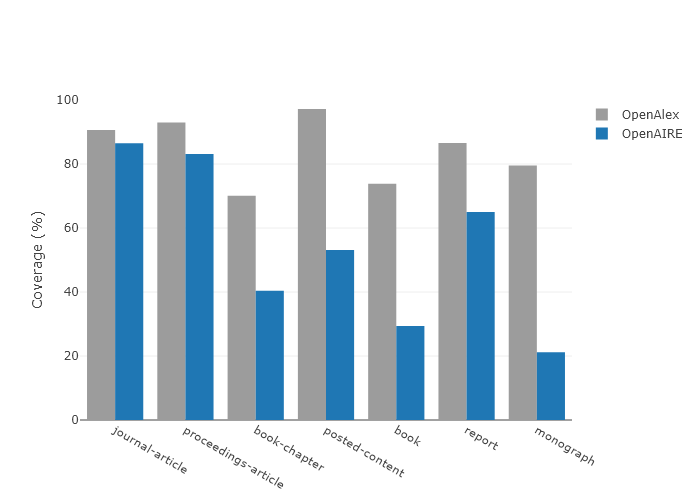 100
80
60
40
20
0
Coverage (%)
journal-article
proceedings-article
book-chapter
posted-content
book
report
monograph
OpenAlex
OpenAIRE